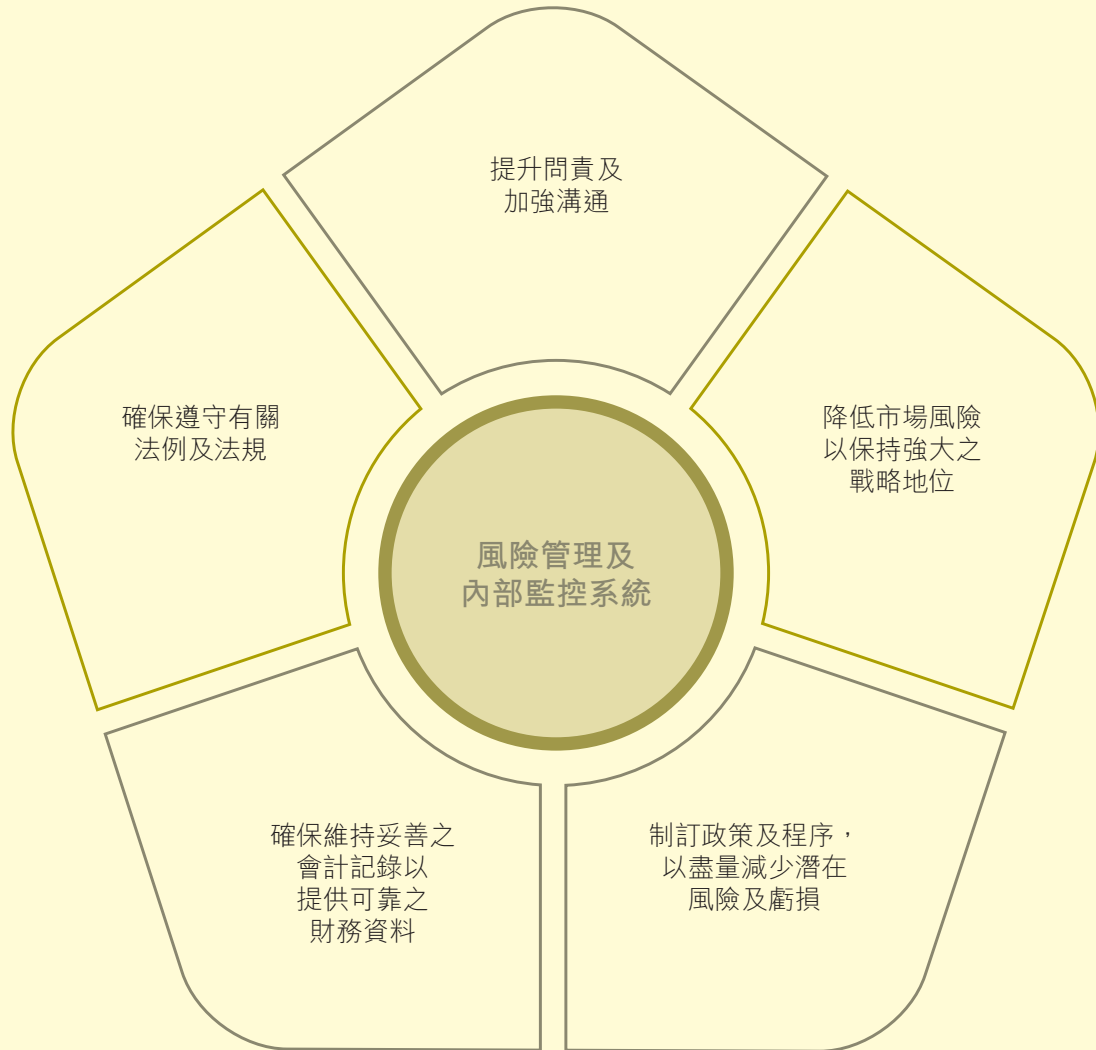 提升問責及
加強溝通
確保遵守有關
法例及法規
降低市場風險
以保持強大之
戰略地位
風險管理及
內部監控系統
確保維持妥善之
會計記錄以
提供可靠之
財務資料
制訂政策及程序，
以盡量減少潛在
風險及虧損